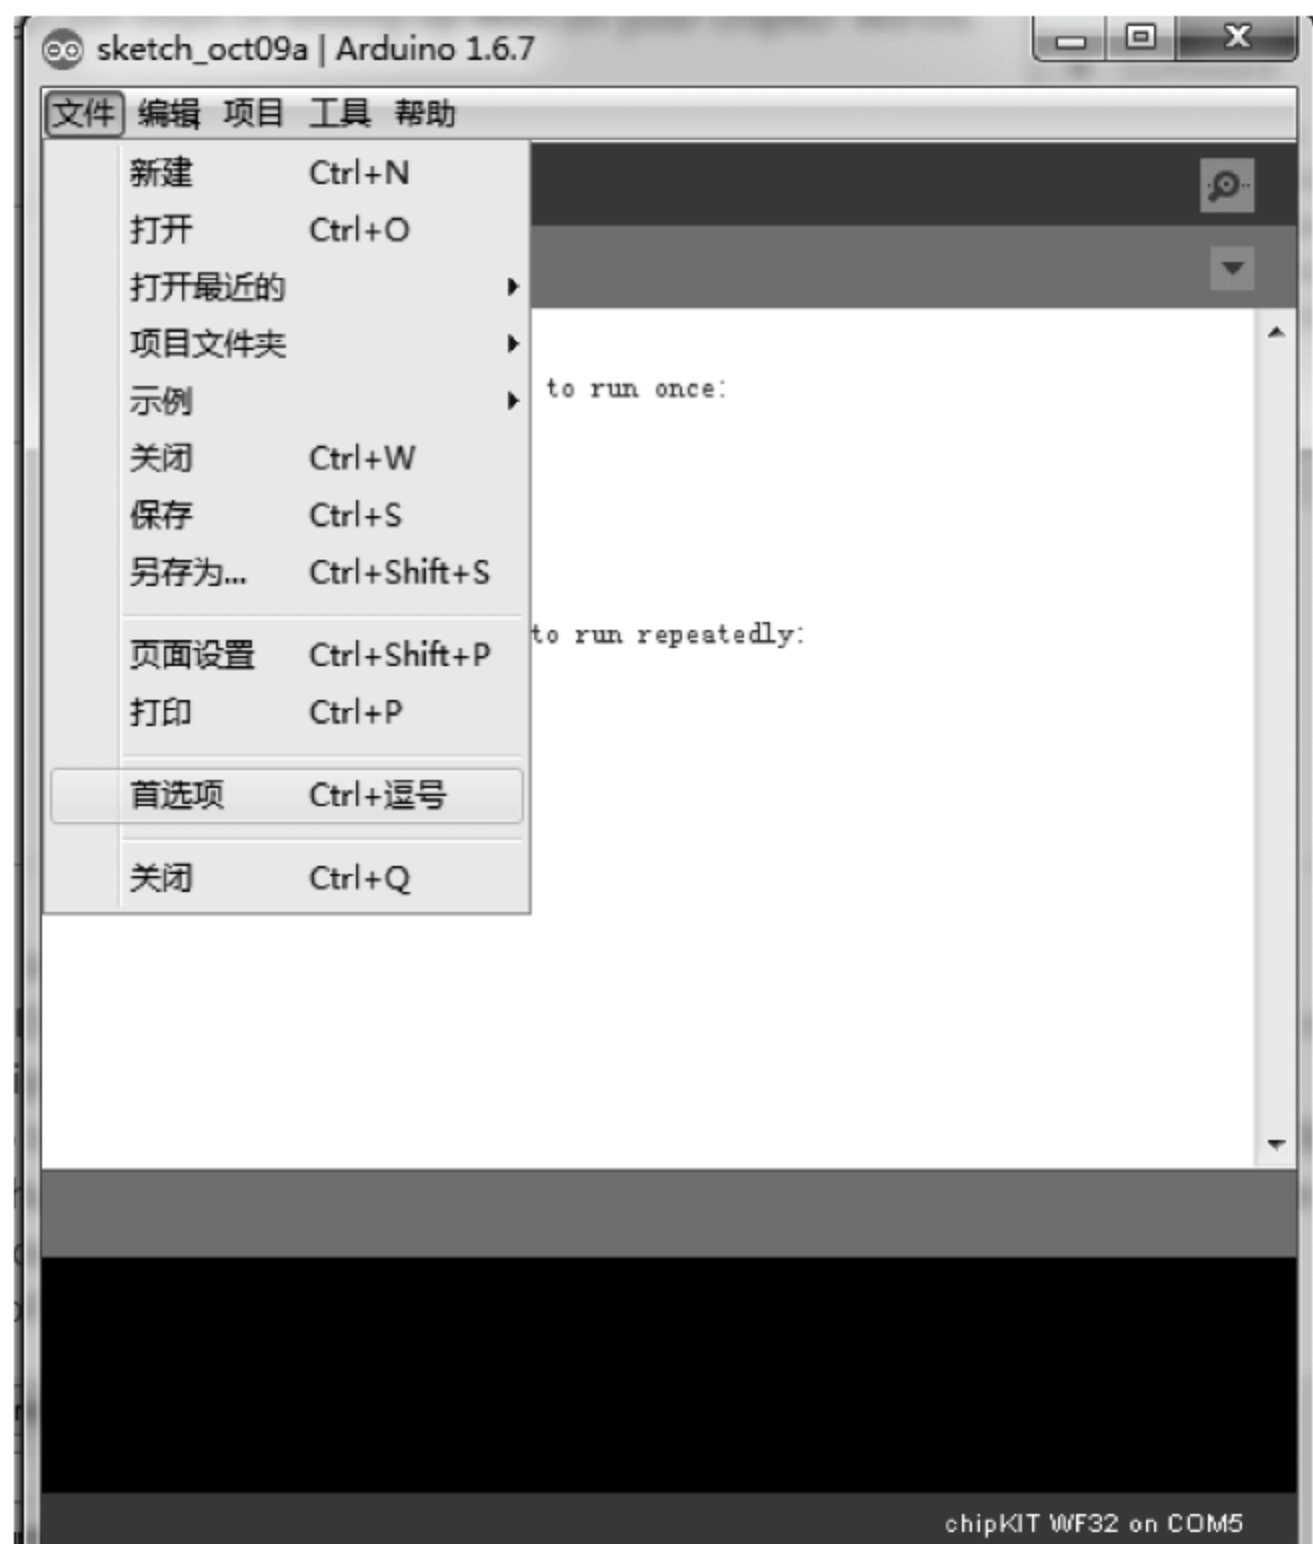 sketch_oct09a | Arduino 1.6.7
文件 编辑 项目 工具 帮助
新建 Ctrl+N
打开 Ctrl+O
打开最近的
项目文件夹
示例
to run once:
关闭 Ctrl+W
保存 Ctrl+S
另存为... Ctrl+Shift+S
to run repeatedly:
页面设置 Ctrl+Shift+P
打印 Ctrl+P
首选项 Ctrl+逗号
关闭 Ctrl+Q
chipKIT WF32 on COM5